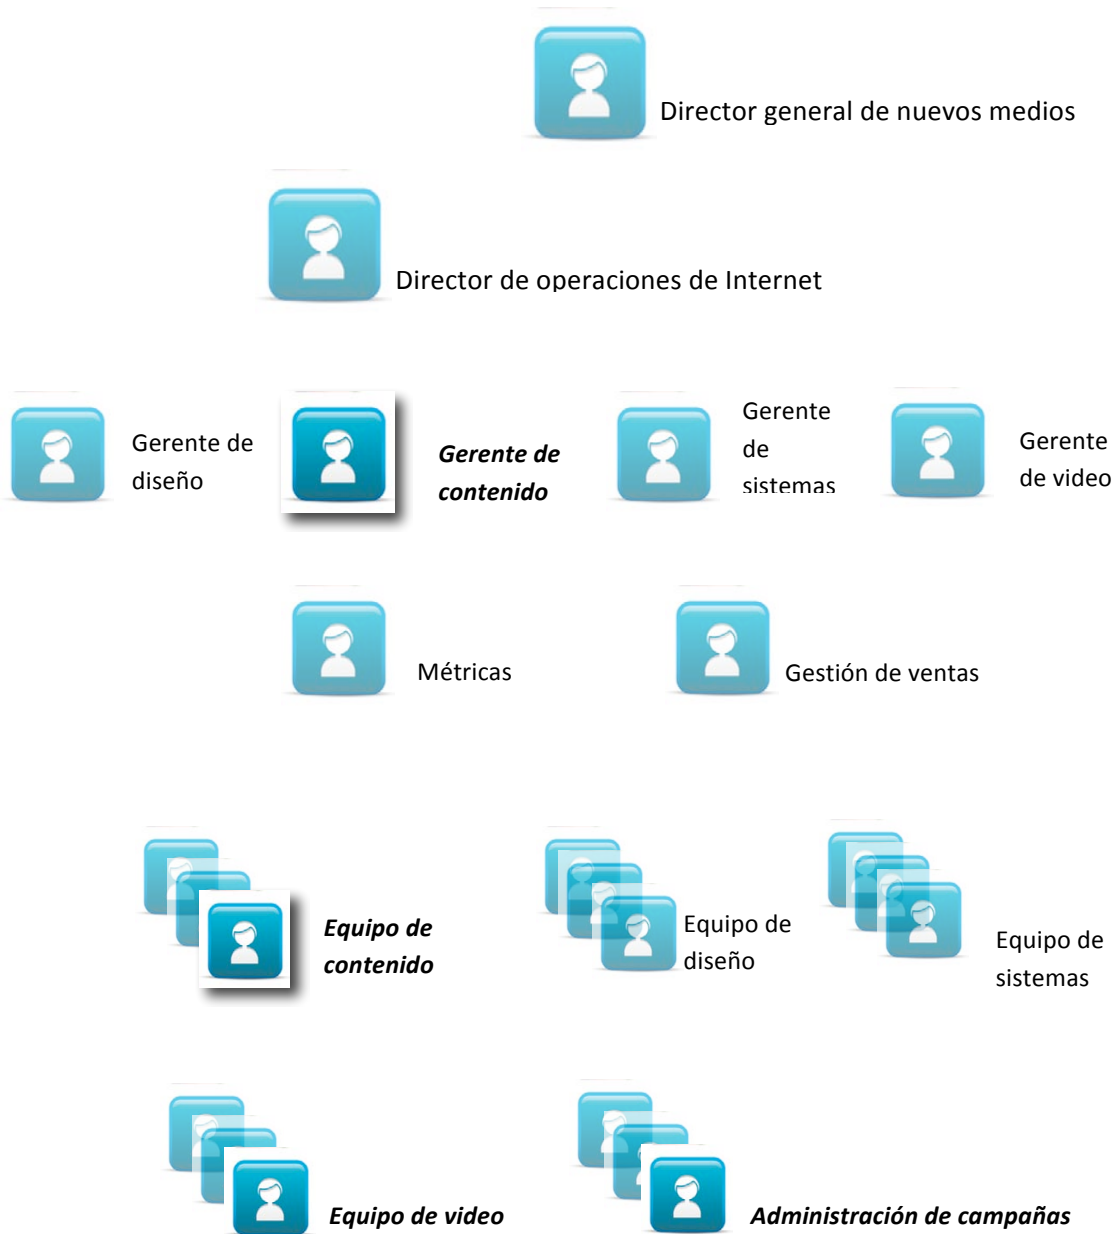 Director general de nuevos medios
Director de operaciones de Internet
Gerente de
diseño
Gerente de
contenido
Gerente
de
sistemas
Gerente
de video
Métricas
Gestión de ventas
Equipo de
contenido
Equipo de
diseño
Equipo de
sistemas
Equipo de video
Administración de campañas